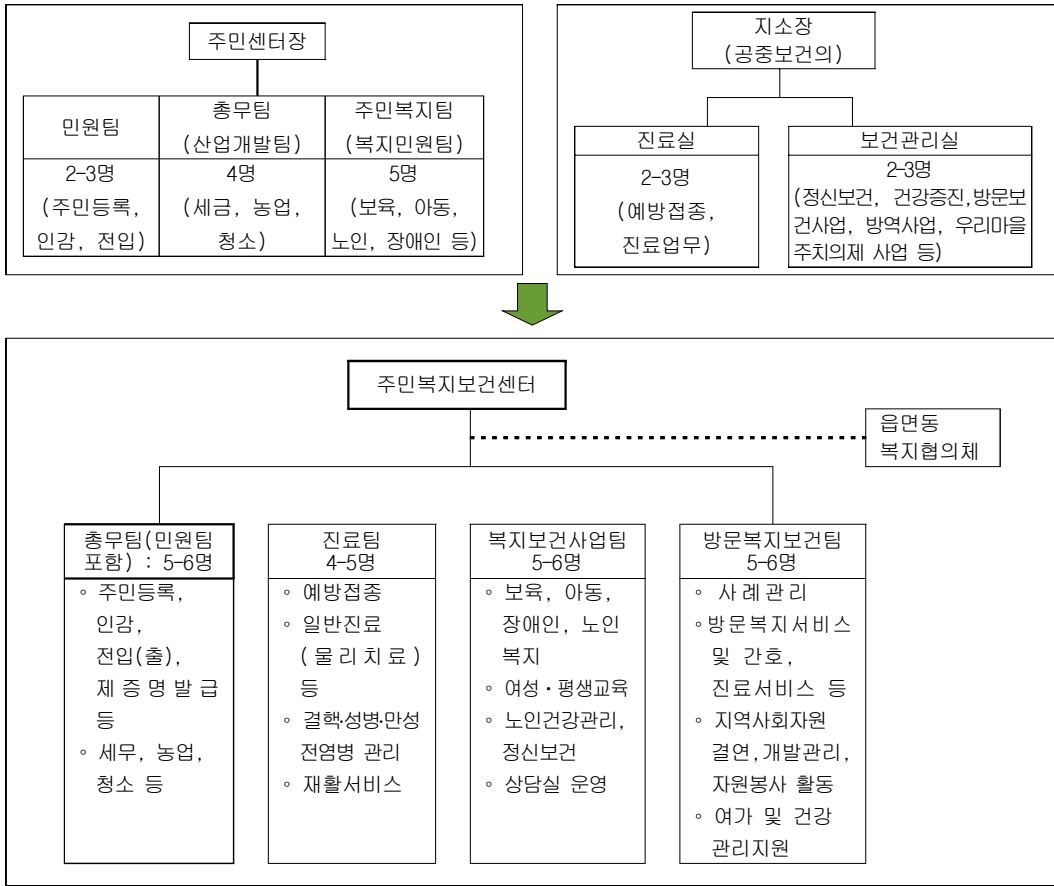 주민센터장
민원팀
총무팀
(산업개발팀)
주민복지팀
(복지민원팀)
2-3명
(주민등록,
인감, 전입)
4명
(세금, 농업,
청소)
5명
(보육, 아동,
노인, 장애인 등)
지소장
(공중보건의)
진료실
2-3명
(예방접종,
진료업무)
보건관리실
2-3명
(정신보건, 건강증진,방문보
건사업, 방역사업, 우리마을
주치의제 사업 등)
주민복지보건센터
읍면동
복지협의체
총무팀(민원팀
포함) : 5-6명
◦ 주민등록,
인감,
전입(출),
제증명발급
등
◦ 세무, 농업,
청소 등
진료팀
4-5명
◦ 예방접종
◦ 일반진료
(물리치료)
등
◦ 결핵·성병·만성
전염병 관리
◦ 재활서비스
복지보건사업팀
5-6명
◦ 보육, 아동,
장애인, 노인
복지
◦ 여성·평생교육
◦ 노인건강관리,
정신보건
◦ 상담실 운영
방문복지보건팀
5-6명
◦ 사례관리
◦방문복지서비스
및 간호,
진료서비스 등
◦ 지역사회자원
결연,개발관리,
자원봉사 활동
◦ 여가 및 건강
관리지원